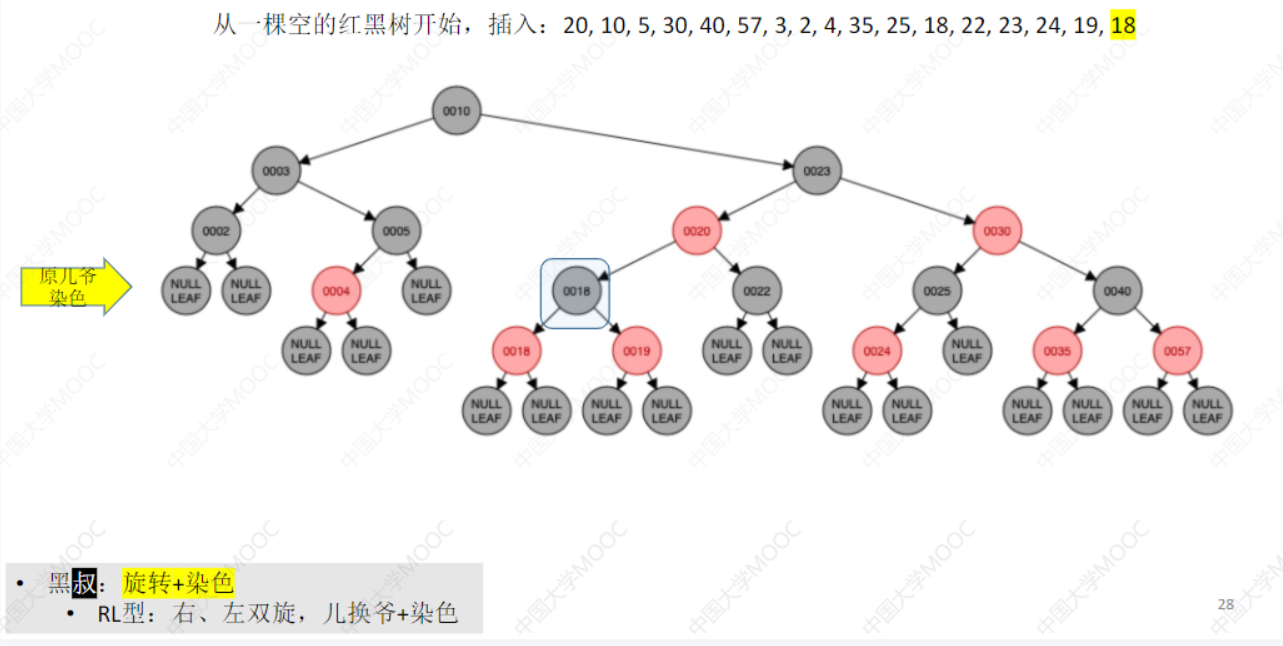 从一棵空的红黑树开始，插入：20, 10, 5, 30, 40, 57, 3, 2, 4, 35, 25, 18, 22, 23, 24, 19, 18
0010
0003
0023
0002
0005
0020
0030
原儿爷
染色
NULL
LEAF
NULL
LEAF
0004
NULL
LEAF
0018
0022
0025
0040
NULL
LEAF
NULL
LEAF
0018
0019
NULL
LEAF
NULL
LEAF
0024
NULL
LEAF
0035
0057
NULL
LEAF
NULL
LEAF
NULL
LEAF
NULL
LEAF
NULL
LEAF
NULL
LEAF
NULL
LEAF
NULL
LEAF
NULL
LEAF
NULL
LEAF
• 黑叔：旋转+染色
• RL型：右、左双旋，儿换爷+染色
28
中国大学MOOC